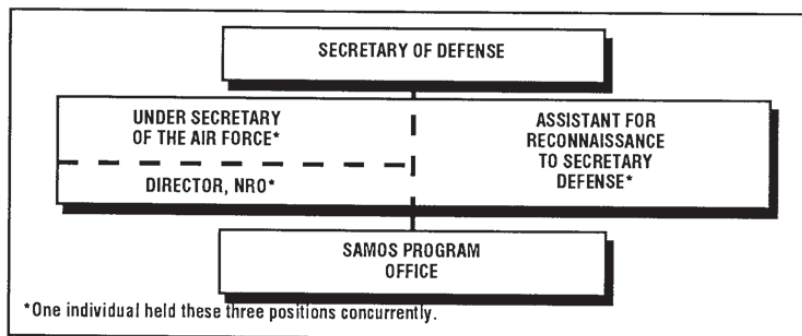 SECRETARY OF DEFENSE
UNDER SECRETARY
OF THE AIR FORCE*
DIRECTOR, NRO*
ASSISTANT FOR
RECONNAISSANCE
TO SECRETARY
DEFENSE*
SAMOS PROGRAM
OFFICE
*One individual held these three positions concurrently.